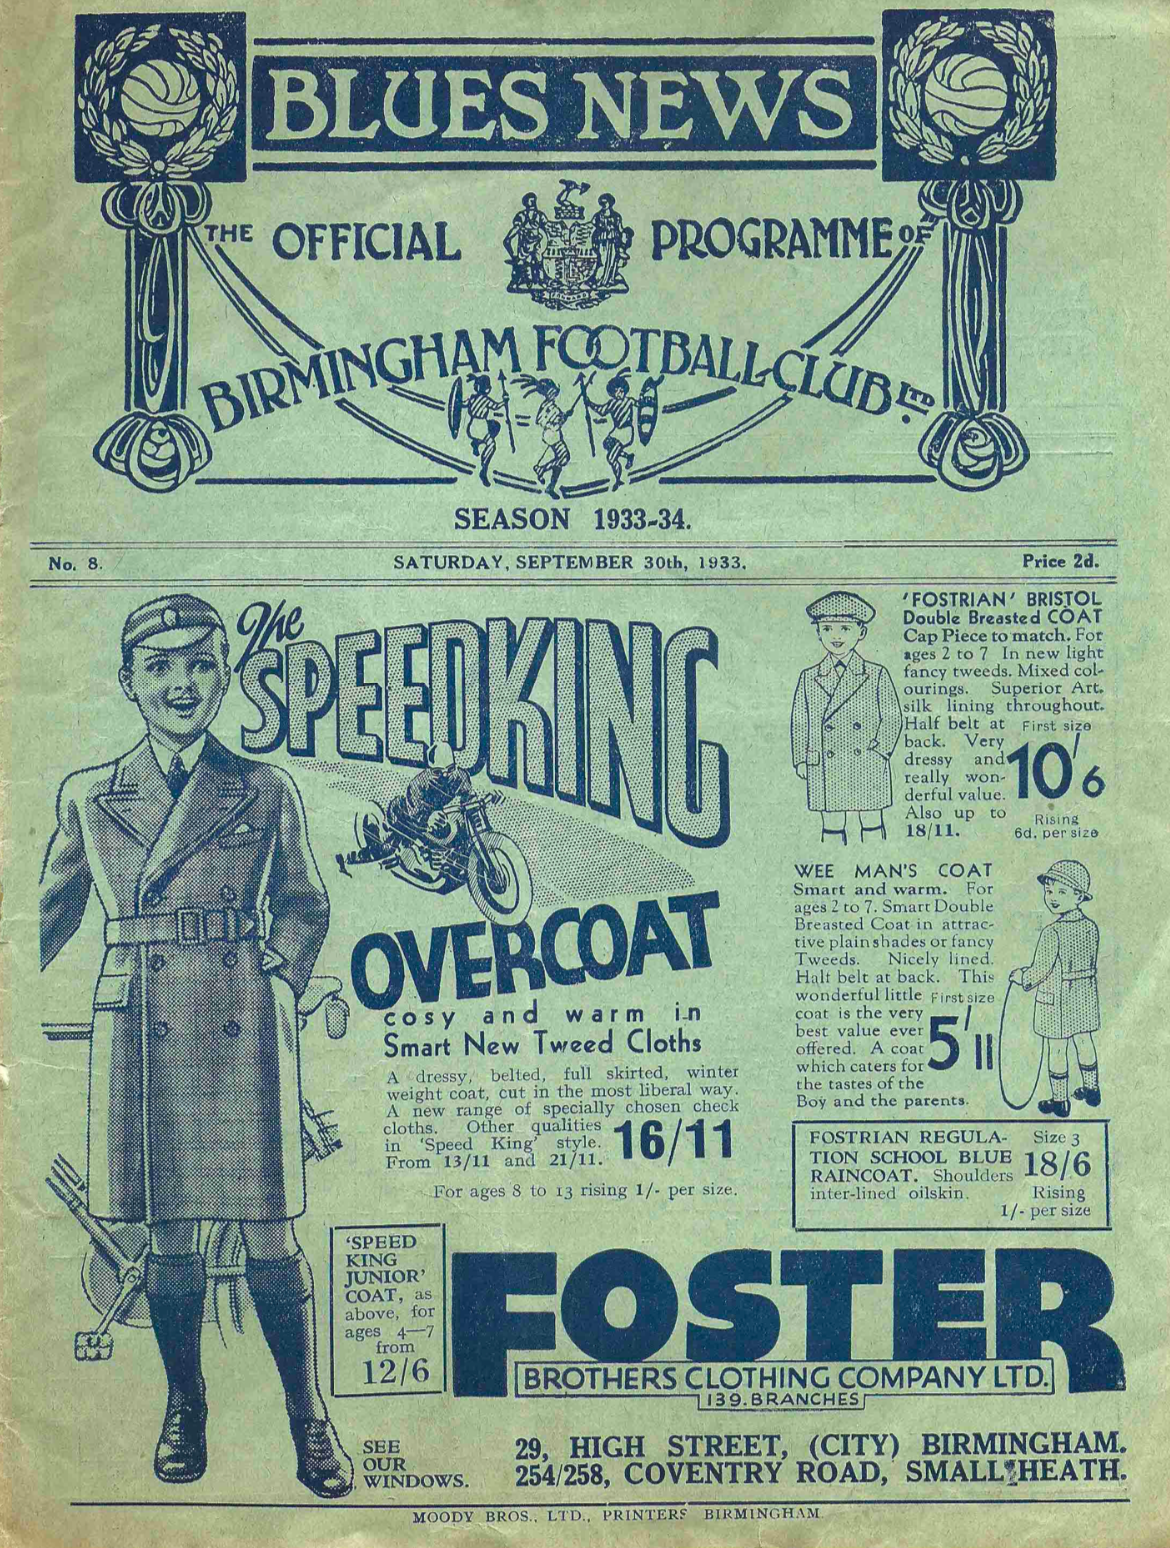 BLUES NEWS
THE OFFICIAL PROGRAMME OF
BIRMINGHAM FOOTBALL CLUB LTD.
SEASON 1933-34.
No. 8.
SATURDAY, SEPTEMBER 30th, 1933.
Price 2d.
The
SPEEDKING
OVERCOAT
cosy and warm in
Smart New Tweed Cloths
A dressy, belted, full skirted, winter
weight coat, cut in the most liberal way.
A new range of specially chosen check
cloths. Other qualities
in 'Speed King' style.
From 13/11 and 21/11.
16/11
For ages 8 to 13 rising 1/- per size.
'FOSTRIAN' BRISTOL
Double Breasted COAT
Cap Piece to match. For
ages 2 to 7 In new light
fancy tweeds. Mixed col-
ourings. Superior Art.
silk lining throughout.
Half belt at
back. Very
dressy and
really won-
derful value.
Also up to
18/11.
First size
10/6
Rising
6d. per size
WEE MAN'S COAT
Smart and warm. For
ages 2 to 7. Smart Double
Breasted Coat in attrac-
tive plain shades or fancy
Tweeds. Nicely lined.
Half belt at back. This
wonderful little
coat is the very
best value ever
offered. A coat
which caters for
the tastes of the
Boy and the parents.
First size
5/11
FOSTRIAN REGULA-
TION SCHOOL BLUE
RAINCOAT. Shoulders
inter-lined oilskin.
Size 3
18/6
Rising
1/- per size
'SPEED
KING
JUNIOR'
COAT, as
above, for
ages 4—7
from
12/6
FOSTER
BROTHERS CLOTHING COMPANY LTD.
139. BRANCHES
SEE
OUR
WINDOWS.
29, HIGH STREET, (CITY) BIRMINGHAM.
254/258, COVENTRY ROAD, SMALL HEATH.
MOODY BROS., LTD., PRINTERS BIRMINGHAM.